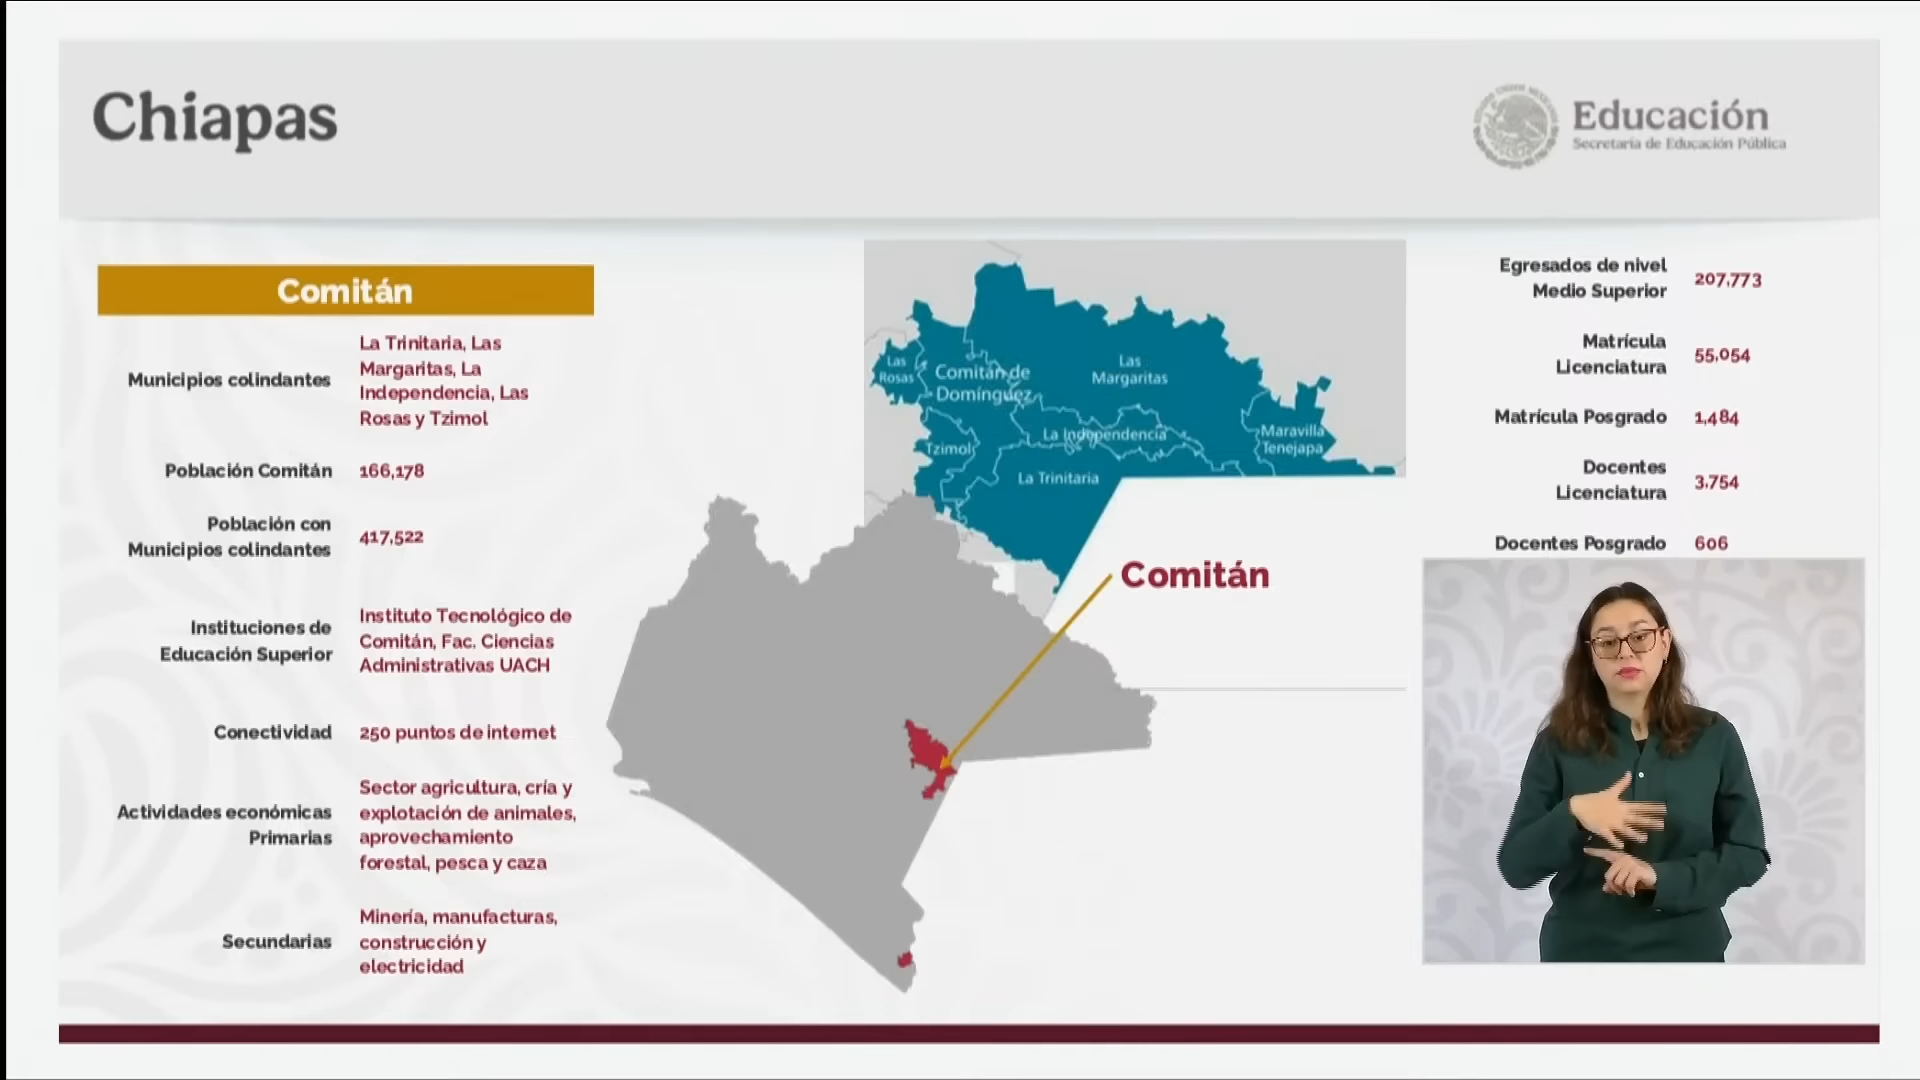 Chiapas
Educación
Secretaría de Educación Pública
Comitán
Municipios colindantes
La Trinitaria, Las
Margaritas, La
Independencia, Las
Rosas y Tzimol
Población Comitán
166,178
Población con
Municipios colindantes
417,522
Instituciones de
Educación Superior
Instituto Tecnológico de
Comitán, Fac. Ciencias
Administrativas UACH
Conectividad
250 puntos de internet
Actividades económicas
Primarias
Sector agricultura, cría y
explotación de animales,
aprovechamiento
forestal, pesca y caza
Secundarias
Minería, manufacturas,
construcción y
electricidad
Las
Rosas
Comitán de
Domínguez
Las
Margaritas
Tzimol
La Independencia
Maravilla
Tenejapa
La Trinitaria
Comitán
Egresados de nivel
Medio Superior
207,773
Matrícula
Licenciatura
55,054
Matrícula Posgrado
1,484
Docentes
Licenciatura
3,754
Docentes Posgrado
606